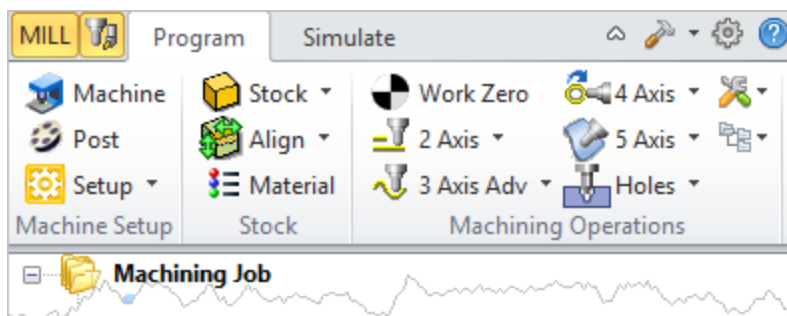 MILL Program Simulate
Machine Stock Work Zero 4 Axis
Post Align 2 Axis 5 Axis
Setup Material 3 Axis Adv Holes
Machine Setup Stock Machining Operations
Machining Job